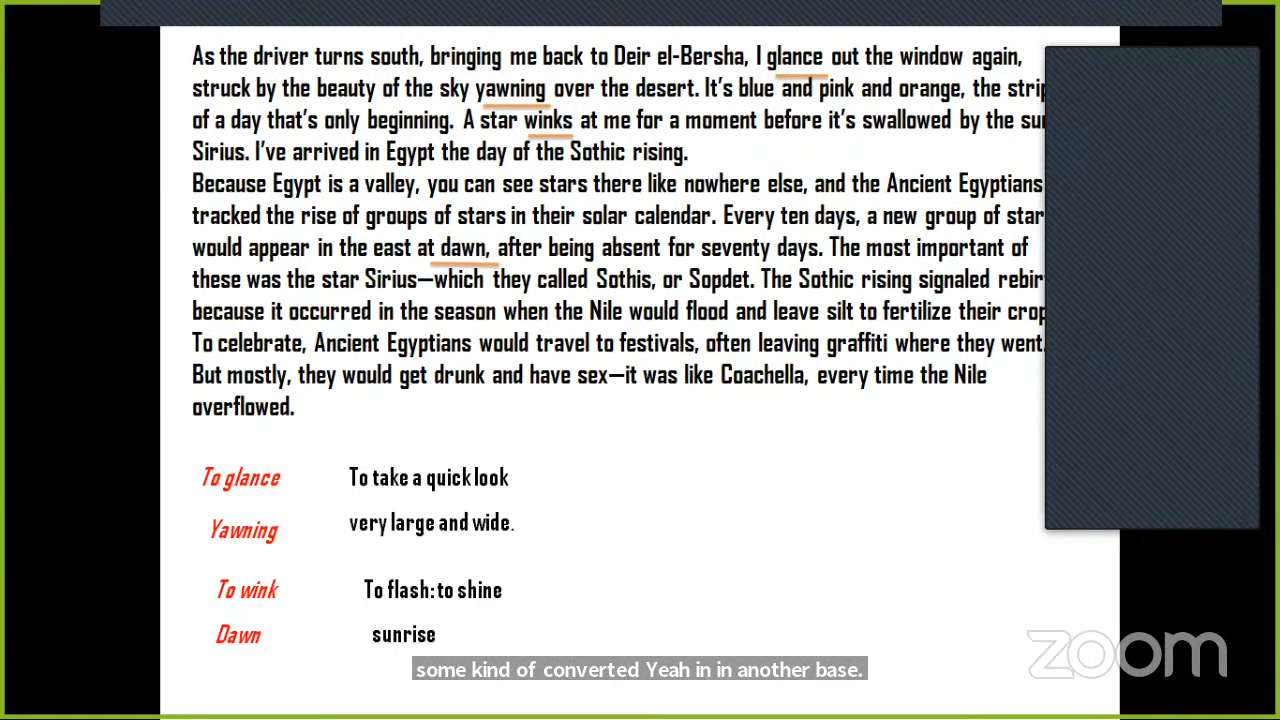 As the driver turns south, bringing me back to Deir el-Bersha, I glance out the window again,
struck by the beauty of the sky yawning over the desert. It's blue and pink and orange, the
of a day that's only beginning. A star winks at me for a moment before it's swallowed by the
Sirius. I've arrived in Egypt the day of the Sothic rising.
Because Egypt is a valley, you can see stars there like nowhere else, and the Ancient Egyptians
tracked the rise of groups of stars in their solar calendar. Every ten days, a new group of
would appear in the east at dawn, after being absent for seventy days. The most important of
these was the star Sirius—which they called Sothis, or Sopdet. The Sothic rising signaled
because it occurred in the season when the Nile would flood and leave silt to fertilize their
To celebrate, Ancient Egyptians would travel to festivals, often leaving graffiti where they went.
But mostly, they would get drunk and have sex—it was like Coachella, every time the Nile
overflowed.
To glance To take a quick look
Yawning very large and wide.
To wink To flash: to shine
Dawn sunrise
some kind of converted Yeah in in another base.
zoom